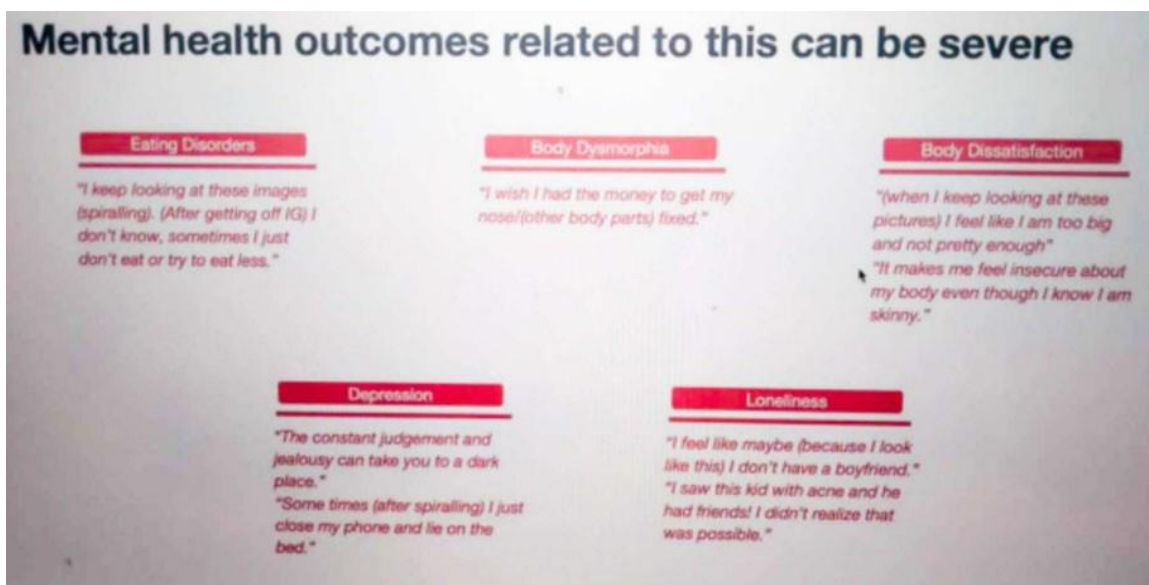 Mental health outcomes related to this can be severe
Eating Disorders
"I keep looking at these images
(spiralling). (After getting off IG) I
don't know, sometimes I just
don't eat or try to eat less."
Body Dysmorphia
"I wish I had the money to get my
nose/(other body parts) fixed."
Body Dissatisfaction
"(when I keep looking at these
pictures) I feel like I am too big
and not pretty enough"
"It makes me feel insecure about
my body even though I know I am
skinny."
Depression
"The constant judgement and
jealousy can take you to a dark
place."
"Some times (after spiralling) I just
close my phone and lie on the
bed."
Loneliness
"I feel like maybe (because I look
like this) I don't have a boyfriend."
"I saw this kid with acne and he
had friends! I didn't realize that
was possible."